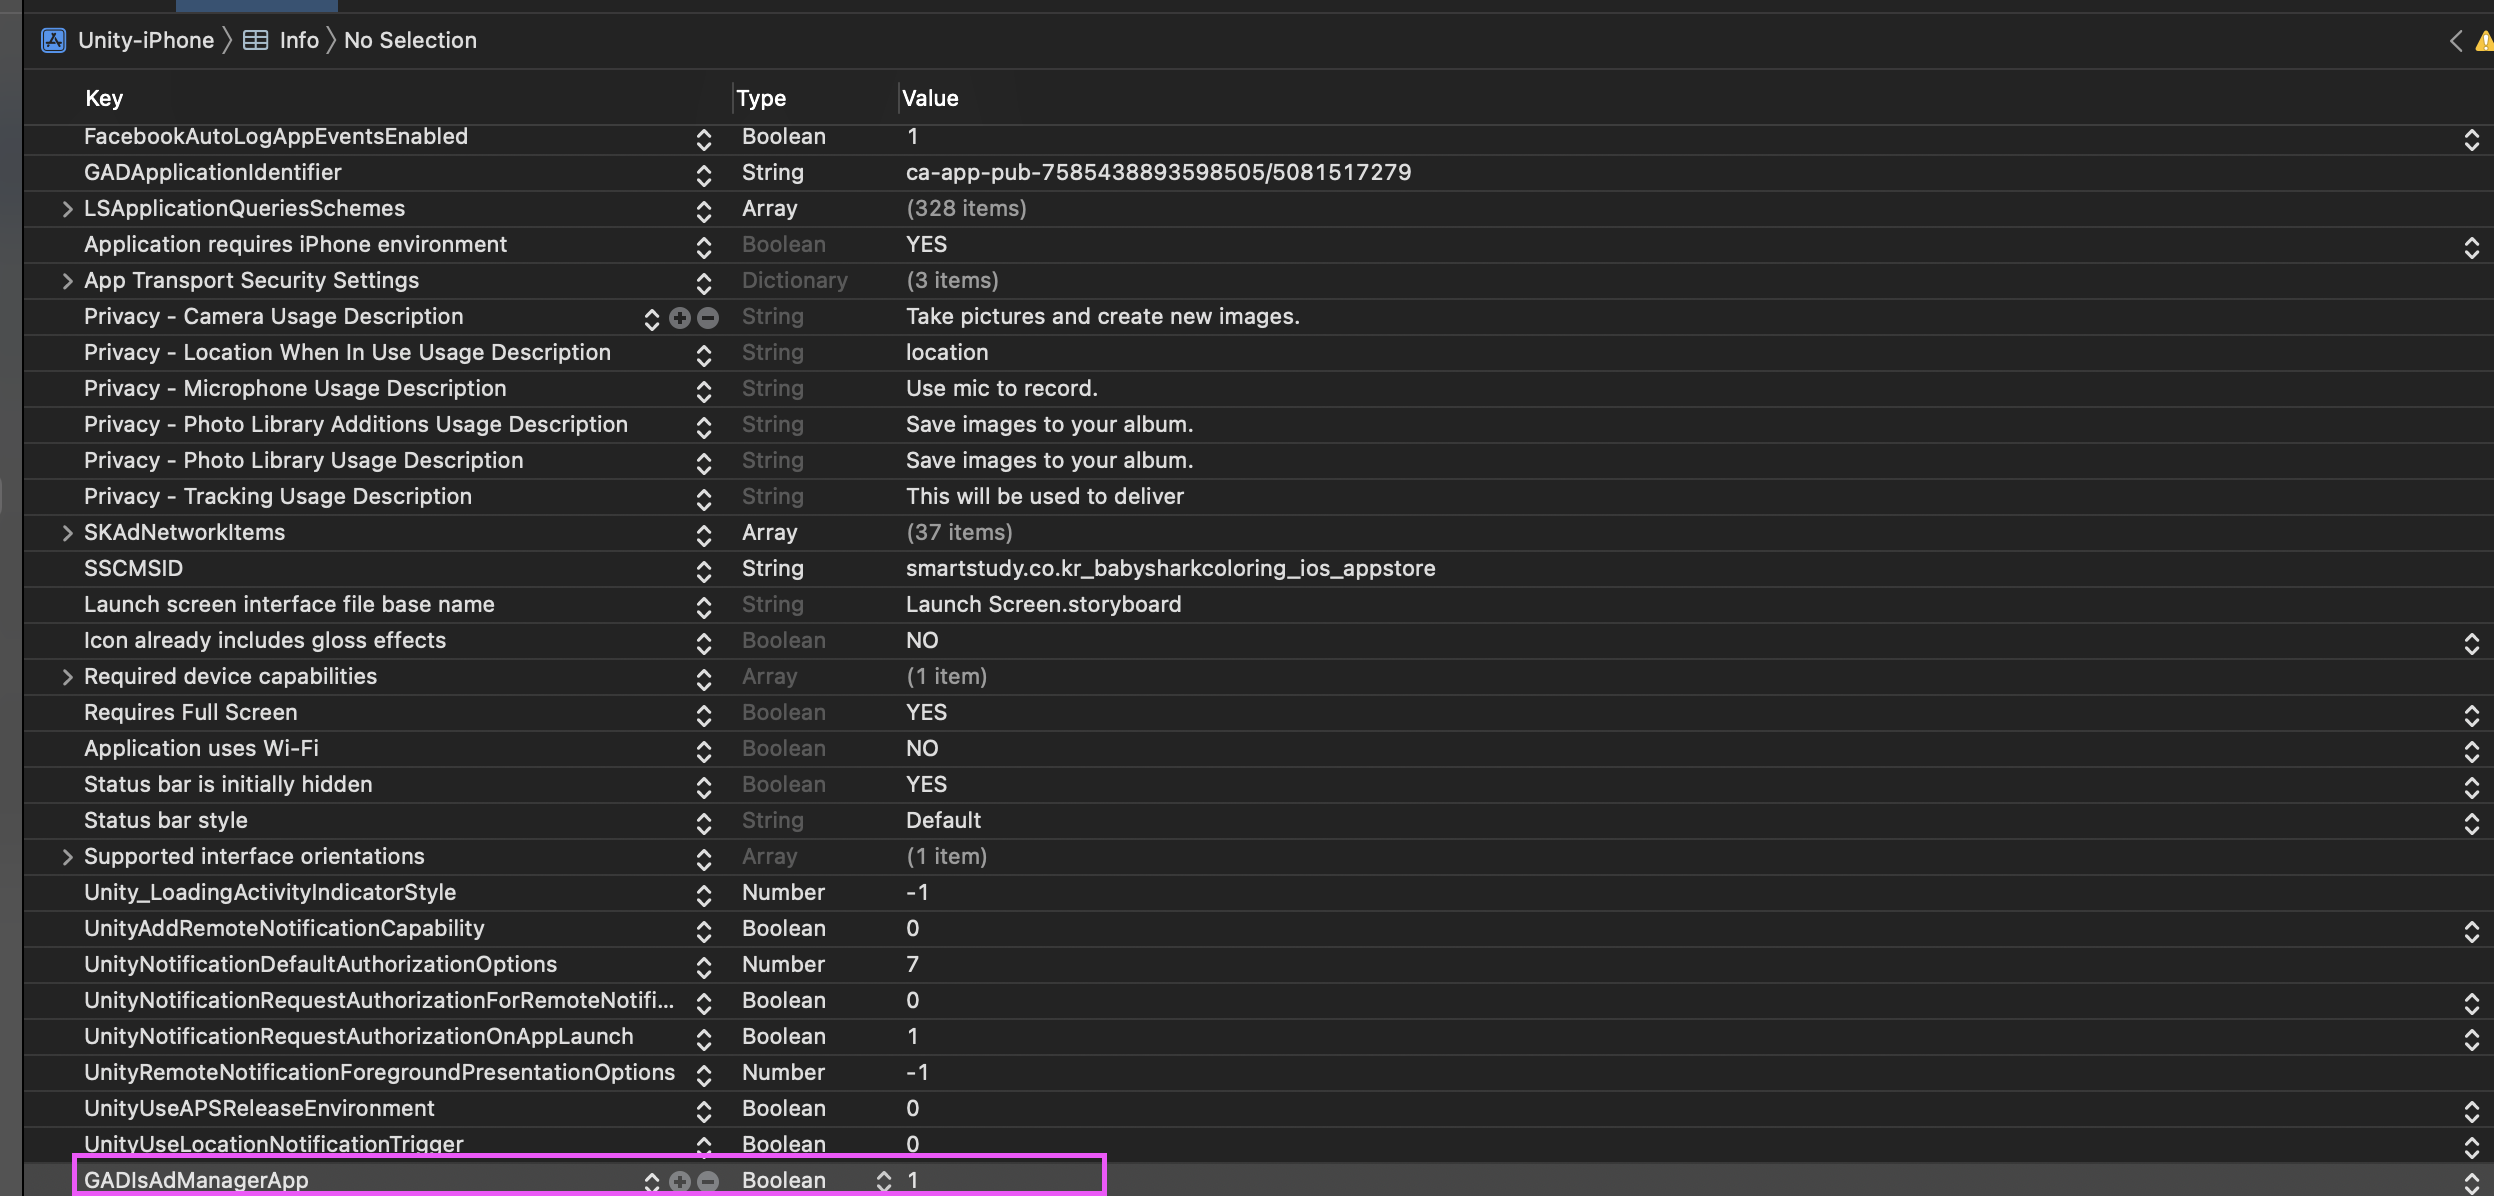 Unity-iPhone Info No Selection
Key Type Value
FacebookAutoLogAppEventsEnabled Boolean 1
GADApplicationIdentifier String ca-app-pub-7585438893598505/5081517279
LSApplicationQueriesSchemes Array (328 items)
Application requires iPhone environment Boolean YES
App Transport Security Settings Dictionary (3 items)
Privacy - Camera Usage Description String Take pictures and create new images.
Privacy - Location When In Use Usage Description String location
Privacy - Microphone Usage Description String Use mic to record.
Privacy - Photo Library Additions Usage Description String Save images to your album.
Privacy - Photo Library Usage Description String Save images to your album.
Privacy - Tracking Usage Description String This will be used to deliver
SKAdNetworkItems Array (37 items)
SSCMSID String smartstudy.co.kr_babysharkcoloring_ios_appstore
Launch screen interface file base name String Launch Screen.storyboard
Icon already includes gloss effects Boolean NO
Required device capabilities Array (1 item)
Requires Full Screen Boolean YES
Application uses Wi-Fi Boolean NO
Status bar is initially hidden Boolean YES
Status bar style String Default
Supported interface orientations Array (1 item)
Unity_LoadingActivityIndicatorStyle Number -1
UnityAddRemoteNotificationCapability Boolean 0
UnityNotificationDefaultAuthorizationOptions Number 7
UnityNotificationRequestAuthorizationForRemoteNotifi... Boolean 0
UnityNotificationRequestAuthorizationOnAppLaunch Boolean 1
UnityRemoteNotificationForegroundPresentationOptions Number -1
UnityUseAPSReleaseEnvironment Boolean 0
UnityUseLocationNotificationTrigger Boolean 0
GADIsAdManagerApp Boolean 1